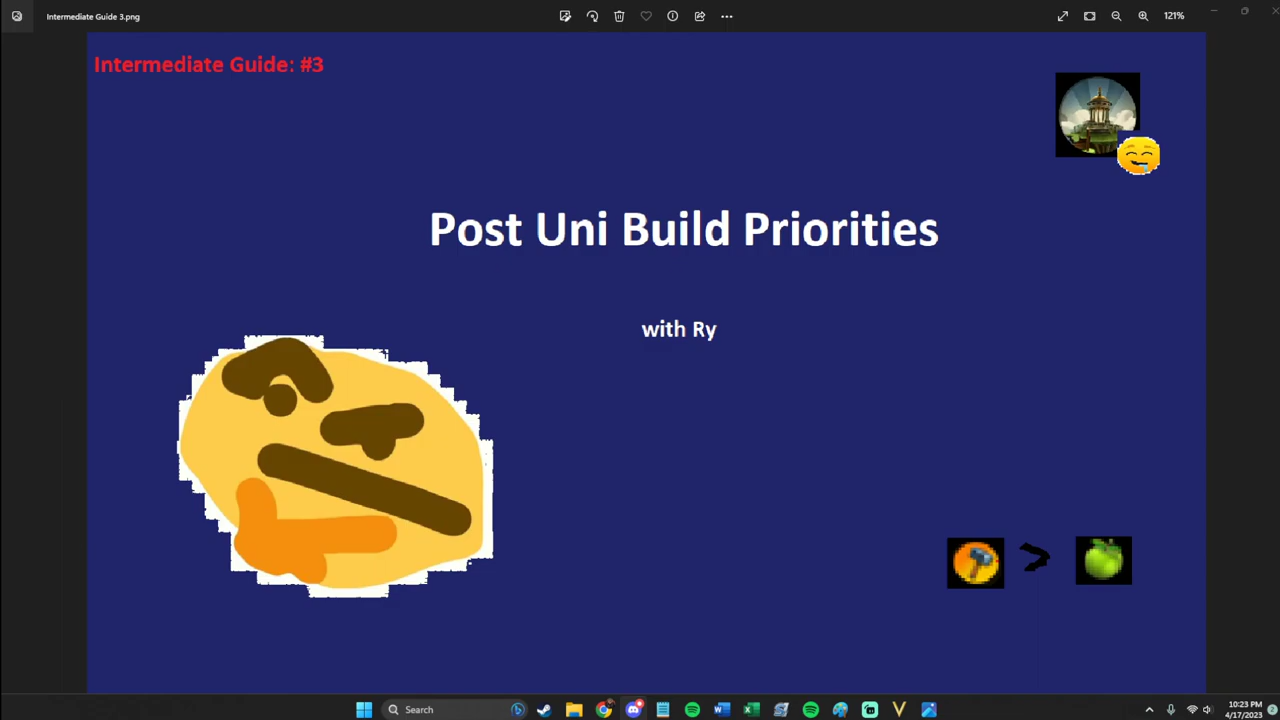 Intermediate Guide 3.png
121%
Intermediate Guide: #3
Post Uni Build Priorities
with Ry
>
Search
10:23 PM
4/17/2023